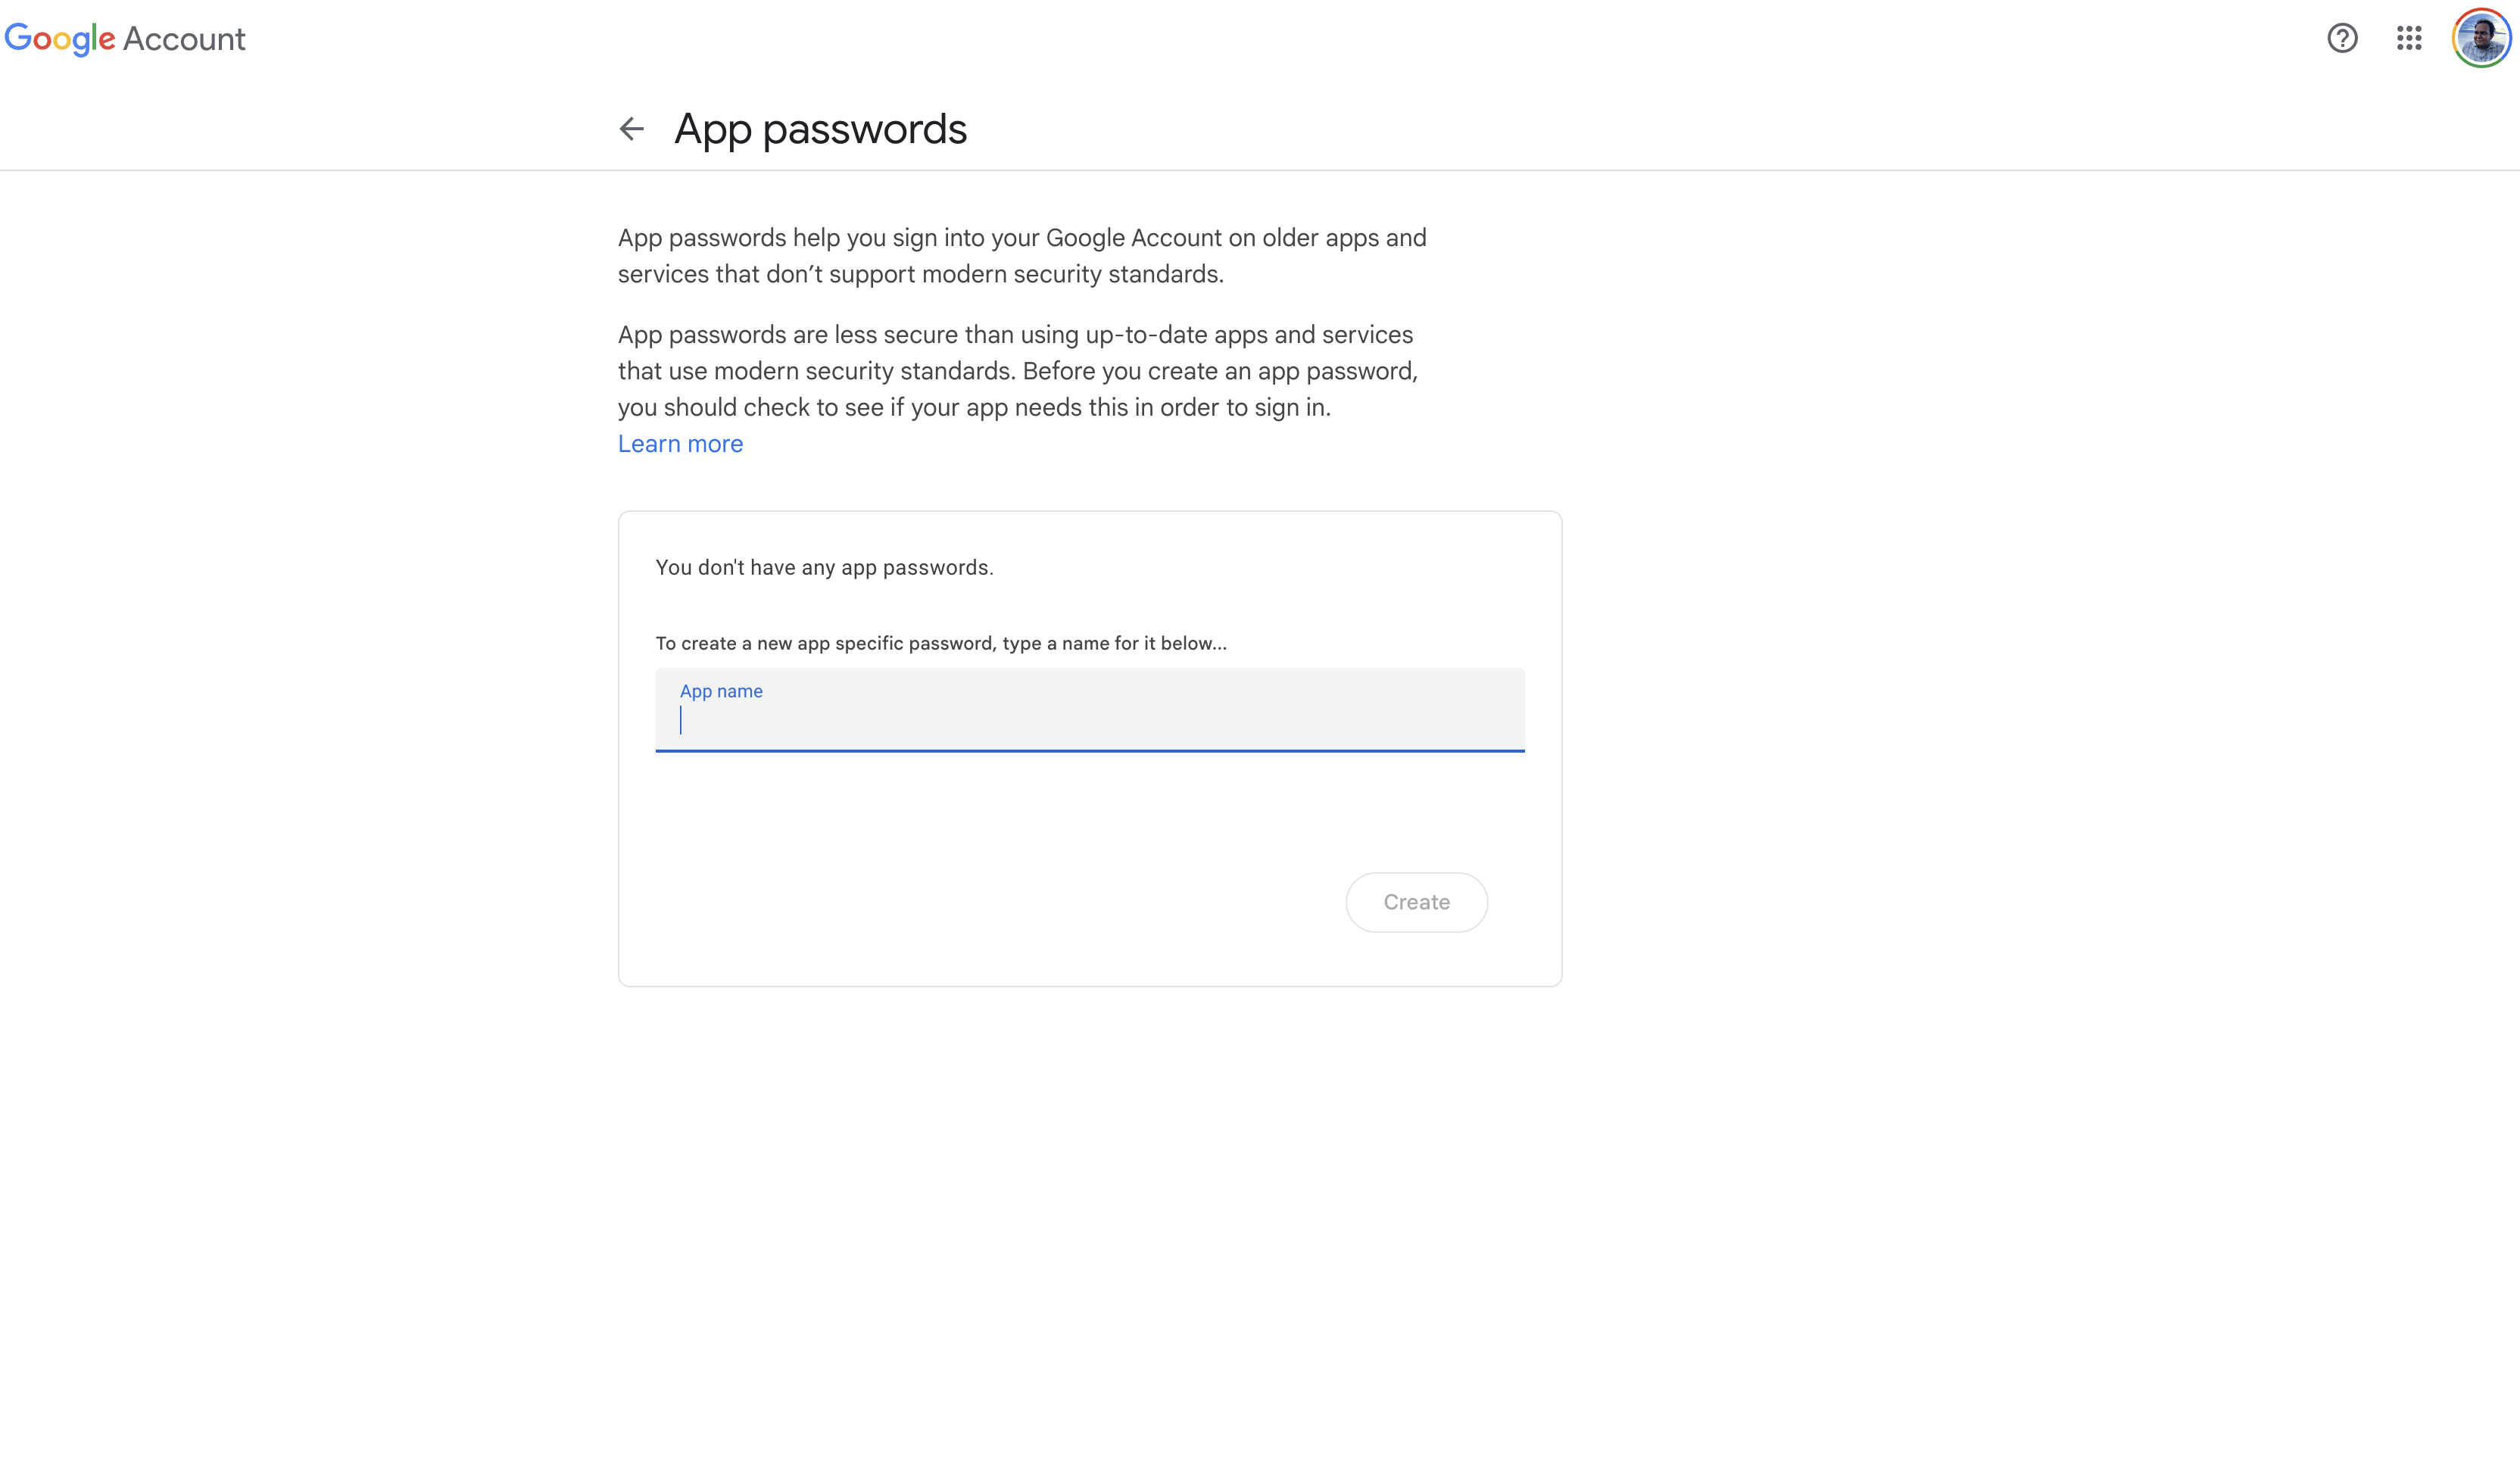 Google Account
App passwords
App passwords help you sign into your Google Account on older apps and
services that don’t support modern security standards.
App passwords are less secure than using up-to-date apps and services
that use modern security standards. Before you create an app password,
you should check to see if your app needs this in order to sign in.
Learn more
You don't have any app passwords.
To create a new app specific password, type a name for it below...
App name
Create